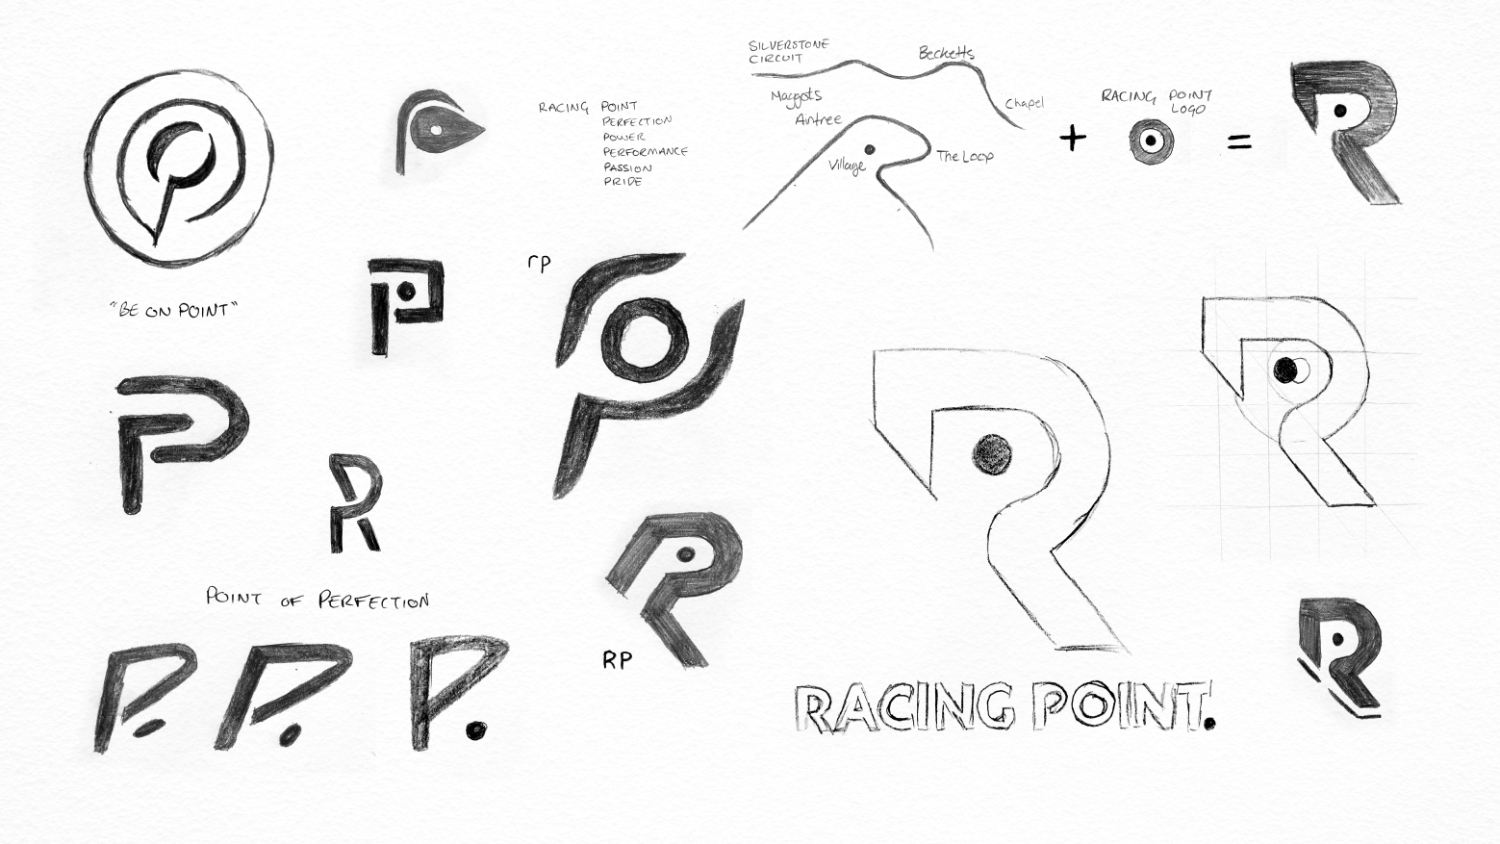 SILVERSTONE
CIRCUIT
Becketts
Maggots
Chapel
Aintree
Village
The Loop
RACING POINT
LOGO
+
=
R
RACING POINT
PERFECTION
POWER
PERFORMANCE
PASSION
PRIDE
"BE ON POINT"
P
rp
P
R
RP
POINT OF PERFECTION
P. P. P.
R
R
R
RACING POINT.